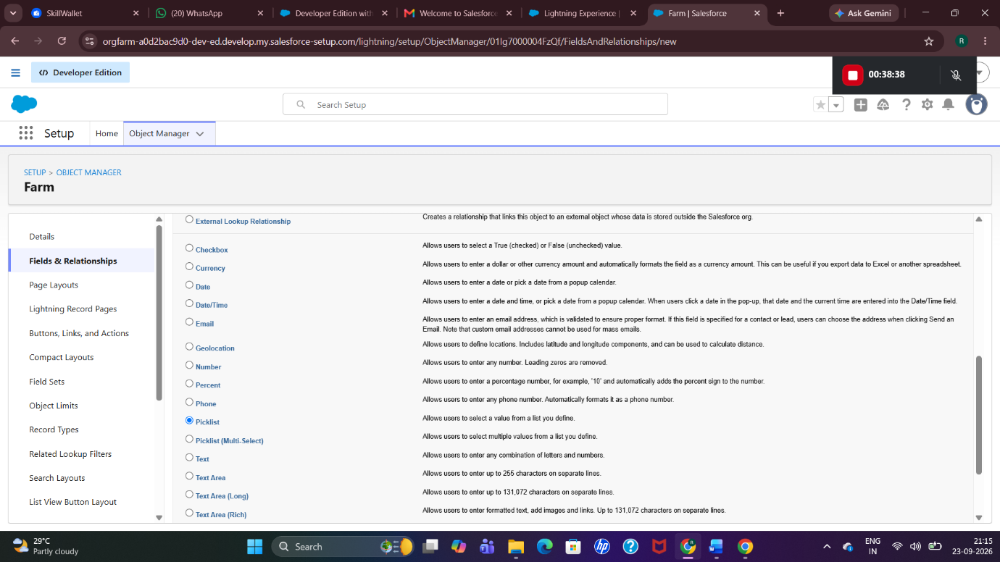 SkillWallet
(20) WhatsApp
Developer Edition with
Welcome to Salesforce
Lightning Experience |
Farm | Salesforce
Ask Gemini
orgfarm-a0d2bac9d0-dev-ed.develop.my.salesforce-setup.com/lightning/setup/ObjectManager/01Ig7000004FzQf/FieldsAndRelationships/new
R
Developer Edition
00:38:38
Search Setup
Setup
Home
Object Manager
SETUP > OBJECT MANAGER
Farm
Details
Fields & Relationships
Page Layouts
Lightning Record Pages
Buttons, Links, and Actions
Compact Layouts
Field Sets
Object Limits
Record Types
Related Lookup Filters
Search Layouts
List View Button Layout
External Lookup Relationship
Creates a relationship that links this object to an external object whose data is stored outside the Salesforce org.
Checkbox
Allows users to select a True (checked) or False (unchecked) value.
Currency
Allows users to enter a dollar or other currency amount and automatically formats the field as a currency amount. This can be useful if you export data to Excel or another spreadsheet.
Date
Allows users to enter a date or pick a date from a popup calendar.
Date/Time
Allows users to enter a date and time, or pick a date from a popup calendar. When users click a date in the pop-up, that date and the current time are entered into the Date/Time field.
Email
Allows users to enter an email address, which is validated to ensure proper format. If this field is specified for a contact or lead, users can choose the address when clicking Send an
Email. Note that custom email addresses cannot be used for mass emails.
Geolocation
Allows users to define locations. Includes latitude and longitude components, and can be used to calculate distance.
Number
Allows users to enter any number. Leading zeros are removed.
Percent
Allows users to enter a percentage number, for example, '10' and automatically adds the percent sign to the number.
Phone
Allows users to enter any phone number. Automatically formats it as a phone number.
Picklist
Allows users to select a value from a list you define.
Picklist (Multi-Select)
Allows users to select multiple values from a list you define.
Text
Allows users to enter any combination of letters and numbers.
Text Area
Allows users to enter up to 255 characters on separate lines.
Text Area (Long)
Allows users to enter up to 131,072 characters on separate lines.
Text Area (Rich)
Allows users to enter formatted text, add images and links. Up to 131,072 characters on separate lines.
29°C
Partly cloudy
Search
ENG
IN
21:15
23-09-2026